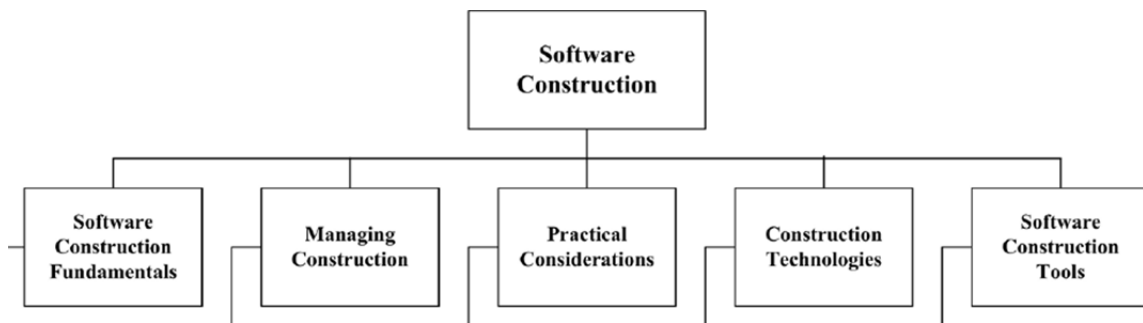 Software
Construction
Software
Construction
Fundamentals
Managing
Construction
Practical
Considerations
Construction
Technologies
Software
Construction
Tools